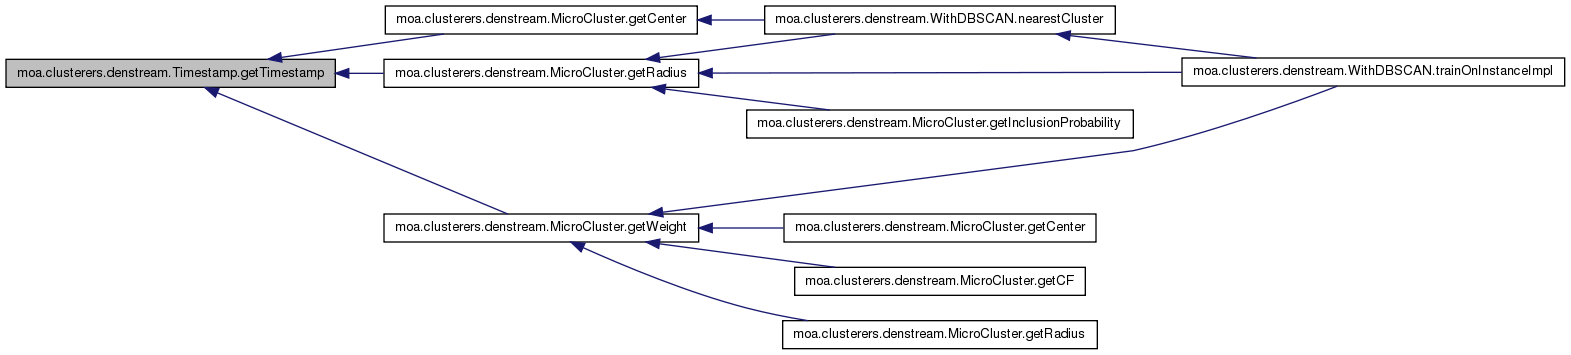 moa.clusterers.denstream.MicroCluster.getCenter
moa.clusterers.denstream.WithDBSCAN.nearestCluster
moa.clusterers.denstream.Timestamp.getTimestamp
moa.clusterers.denstream.MicroCluster.getRadius
moa.clusterers.denstream.WithDBSCAN.trainOnInstanceImpl
moa.clusterers.denstream.MicroCluster.getInclusionProbability
moa.clusterers.denstream.MicroCluster.getWeight
moa.clusterers.denstream.MicroCluster.getCenter
moa.clusterers.denstream.MicroCluster.getCF
moa.clusterers.denstream.MicroCluster.getRadius